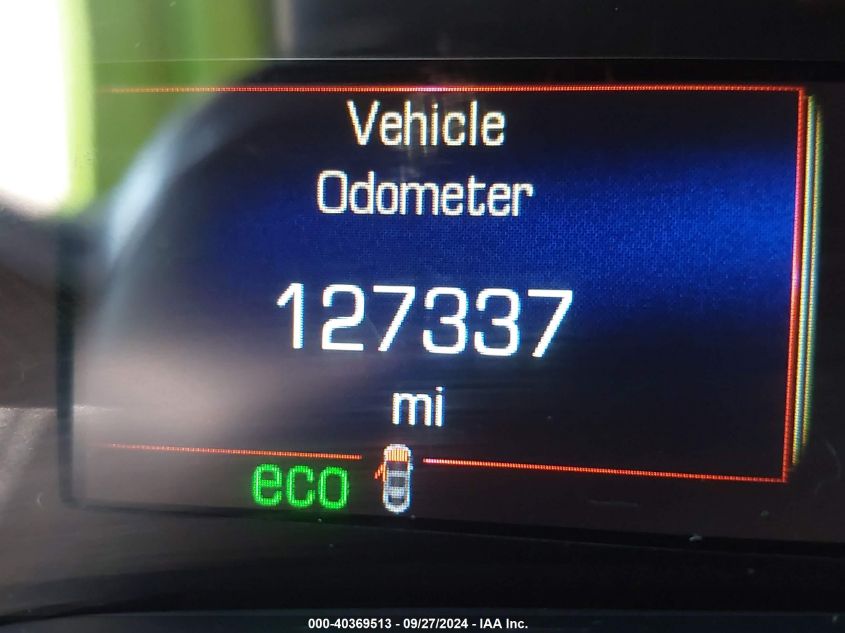 Vehicle
Odometer
127337
mi
eco
000-40369513 - 09/27/2024 - IAA Inc.